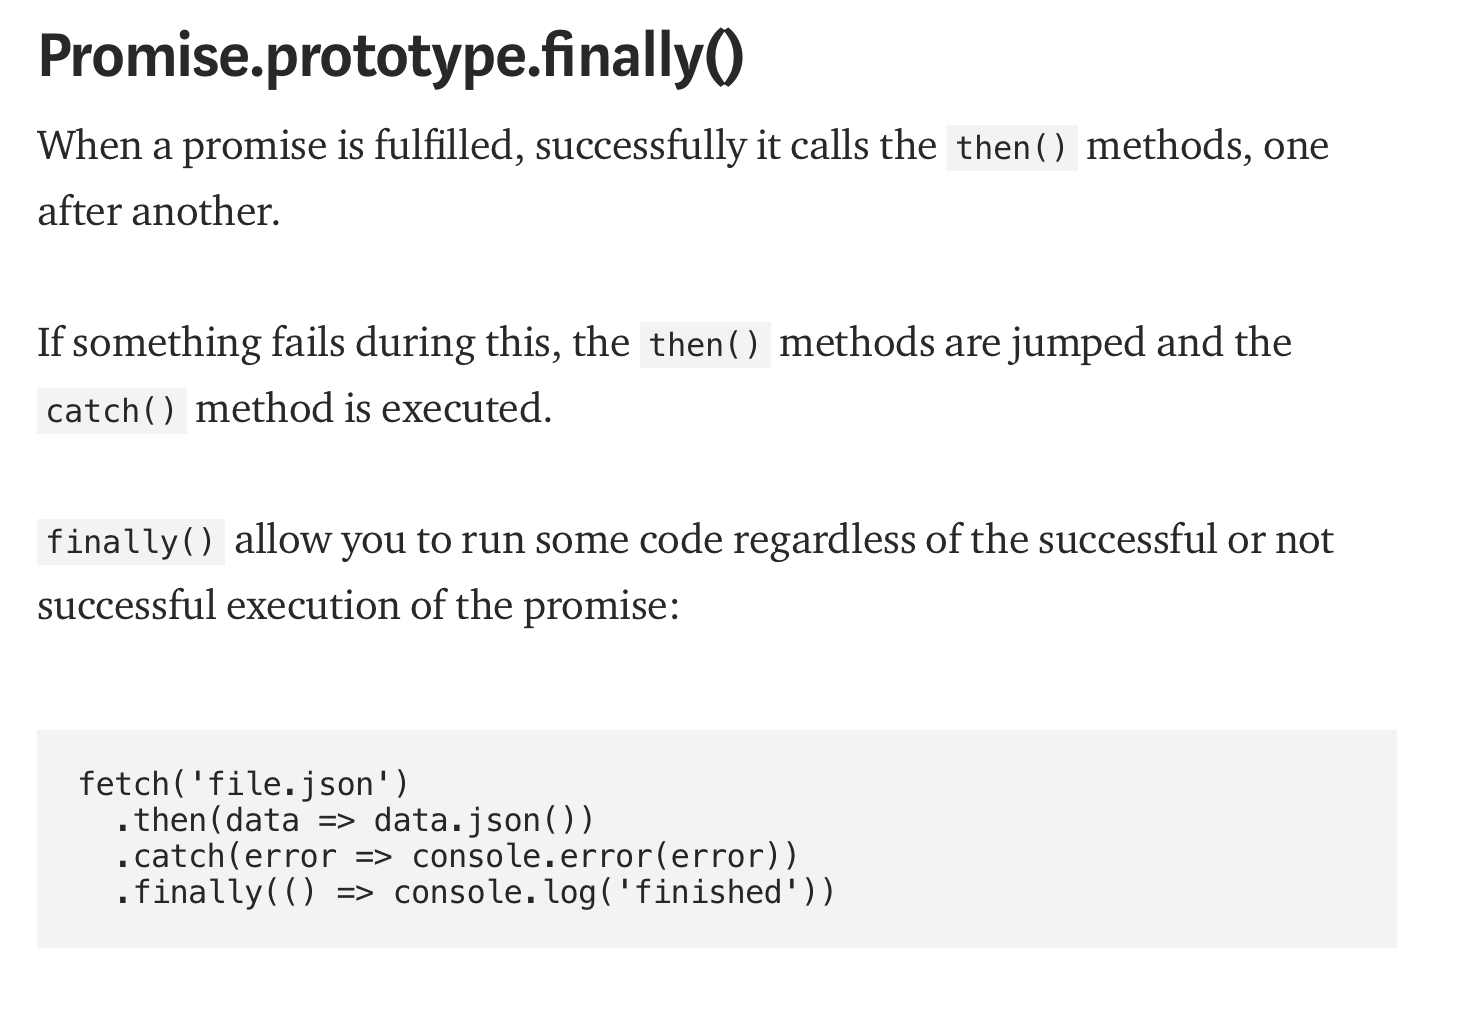 Promise.prototype.finally()
When a promise is fulfilled, successfully it calls the then() methods, one
after another.
If something fails during this, the then() methods are jumped and the
catch() method is executed.
finally() allow you to run some code regardless of the successful or not
successful execution of the promise:
fetch('file.json')
  .then(data => data.json())
  .catch(error => console.error(error))
  .finally(() => console.log('finished'))